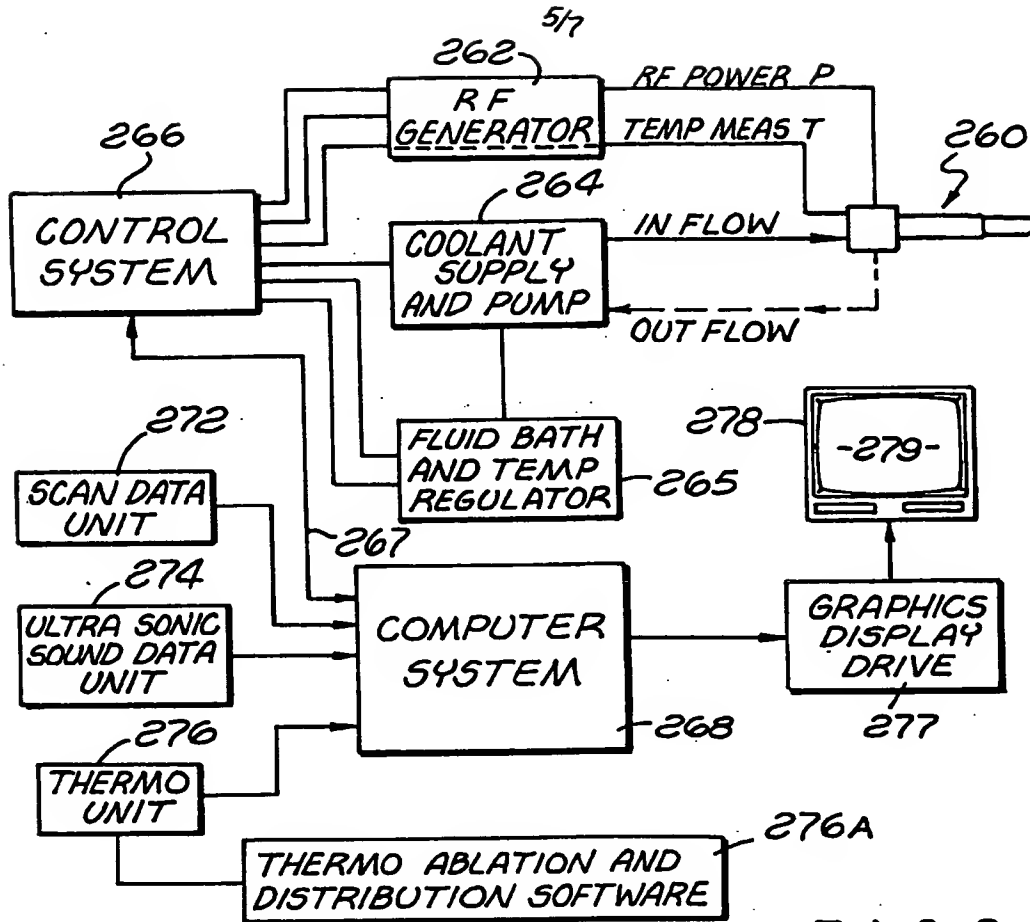 5/7
262
RF
GENERATOR
RF POWER P
TEMP MEAS T
260
266
CONTROL
SYSTEM
264
COOLANT
SUPPLY
AND PUMP
IN FLOW
OUT FLOW
278
-279-
272
SCAN DATA
UNIT
FLUID BATH
AND TEMP
REGULATOR
265
267
274
ULTRA SONIC
SOUND DATA
UNIT
COMPUTER
SYSTEM
268
GRAPHICS
DISPLAY
DRIVE
277
276
THERMO
UNIT
276A
THERMO ABLATION AND
DISTRIBUTION SOFTWARE